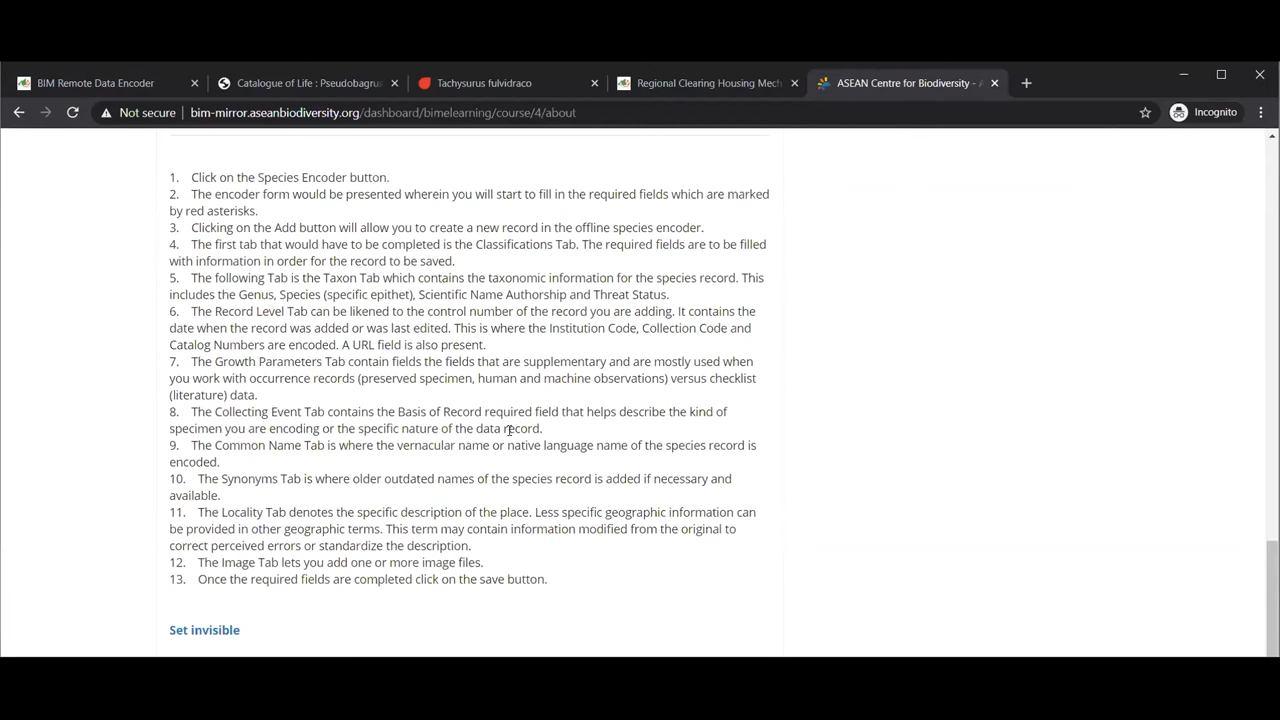 BIM Remote Data Encoder
Catalogue of Life : Pseudobagrus
Tachysurus fulvidraco
Regional Clearing Housing Mech
ASEAN Centre for Biodiversity - A
Not secure
bim-mirror.aseanbiodiversity.org/dashboard/bimelearning/course/4/about
Incognito
1. Click on the Species Encoder button.
2. The encoder form would be presented wherein you will start to fill in the required fields which are marked
by red asterisks.
3. Clicking on the Add button will allow you to create a new record in the offline species encoder.
4. The first tab that would have to be completed is the Classifications Tab. The required fields are to be filled
with information in order for the record to be saved.
5. The following Tab is the Taxon Tab which contains the taxonomic information for the species record. This
includes the Genus, Species (specific epithet), Scientific Name Authorship and Threat Status.
6. The Record Level Tab can be likened to the control number of the record you are adding. It contains the
date when the record was added or was last edited. This is where the Institution Code, Collection Code and
Catalog Numbers are encoded. A URL field is also present.
7. The Growth Parameters Tab contain fields the fields that are supplementary and are mostly used when
you work with occurrence records (preserved specimen, human and machine observations) versus checklist
(literature) data.
8. The Collecting Event Tab contains the Basis of Record required field that helps describe the kind of
specimen you are encoding or the specific nature of the data record.
9. The Common Name Tab is where the vernacular name or native language name of the species record is
encoded.
10. The Synonyms Tab is where older outdated names of the species record is added if necessary and
available.
11. The Locality Tab denotes the specific description of the place. Less specific geographic information can
be provided in other geographic terms. This term may contain information modified from the original to
correct perceived errors or standardize the description.
12. The Image Tab lets you add one or more image files.
13. Once the required fields are completed click on the save button.
Set invisible